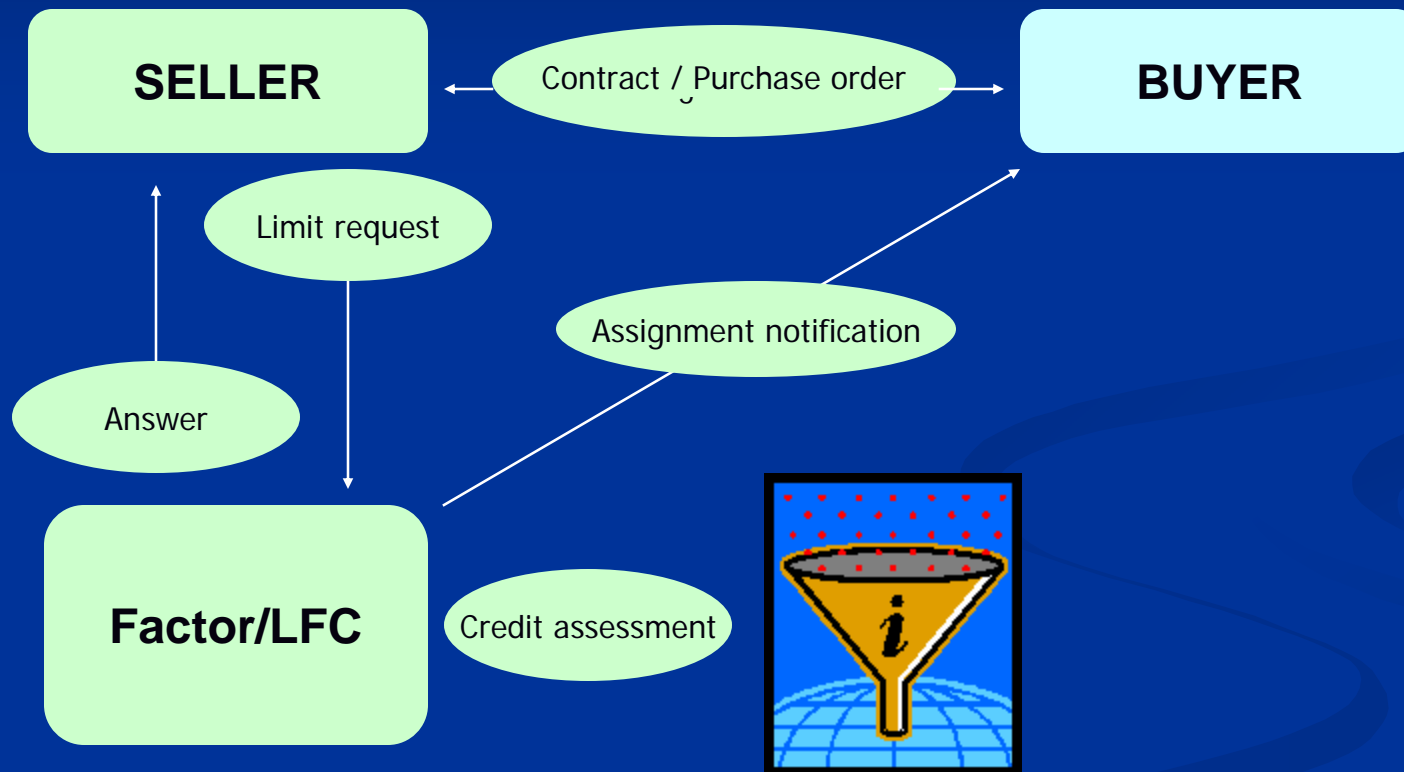 SELLER
Contract / Purchase order
BUYER
Limit request
Assignment notification
Answer
Factor/LFC
Credit assessment
i